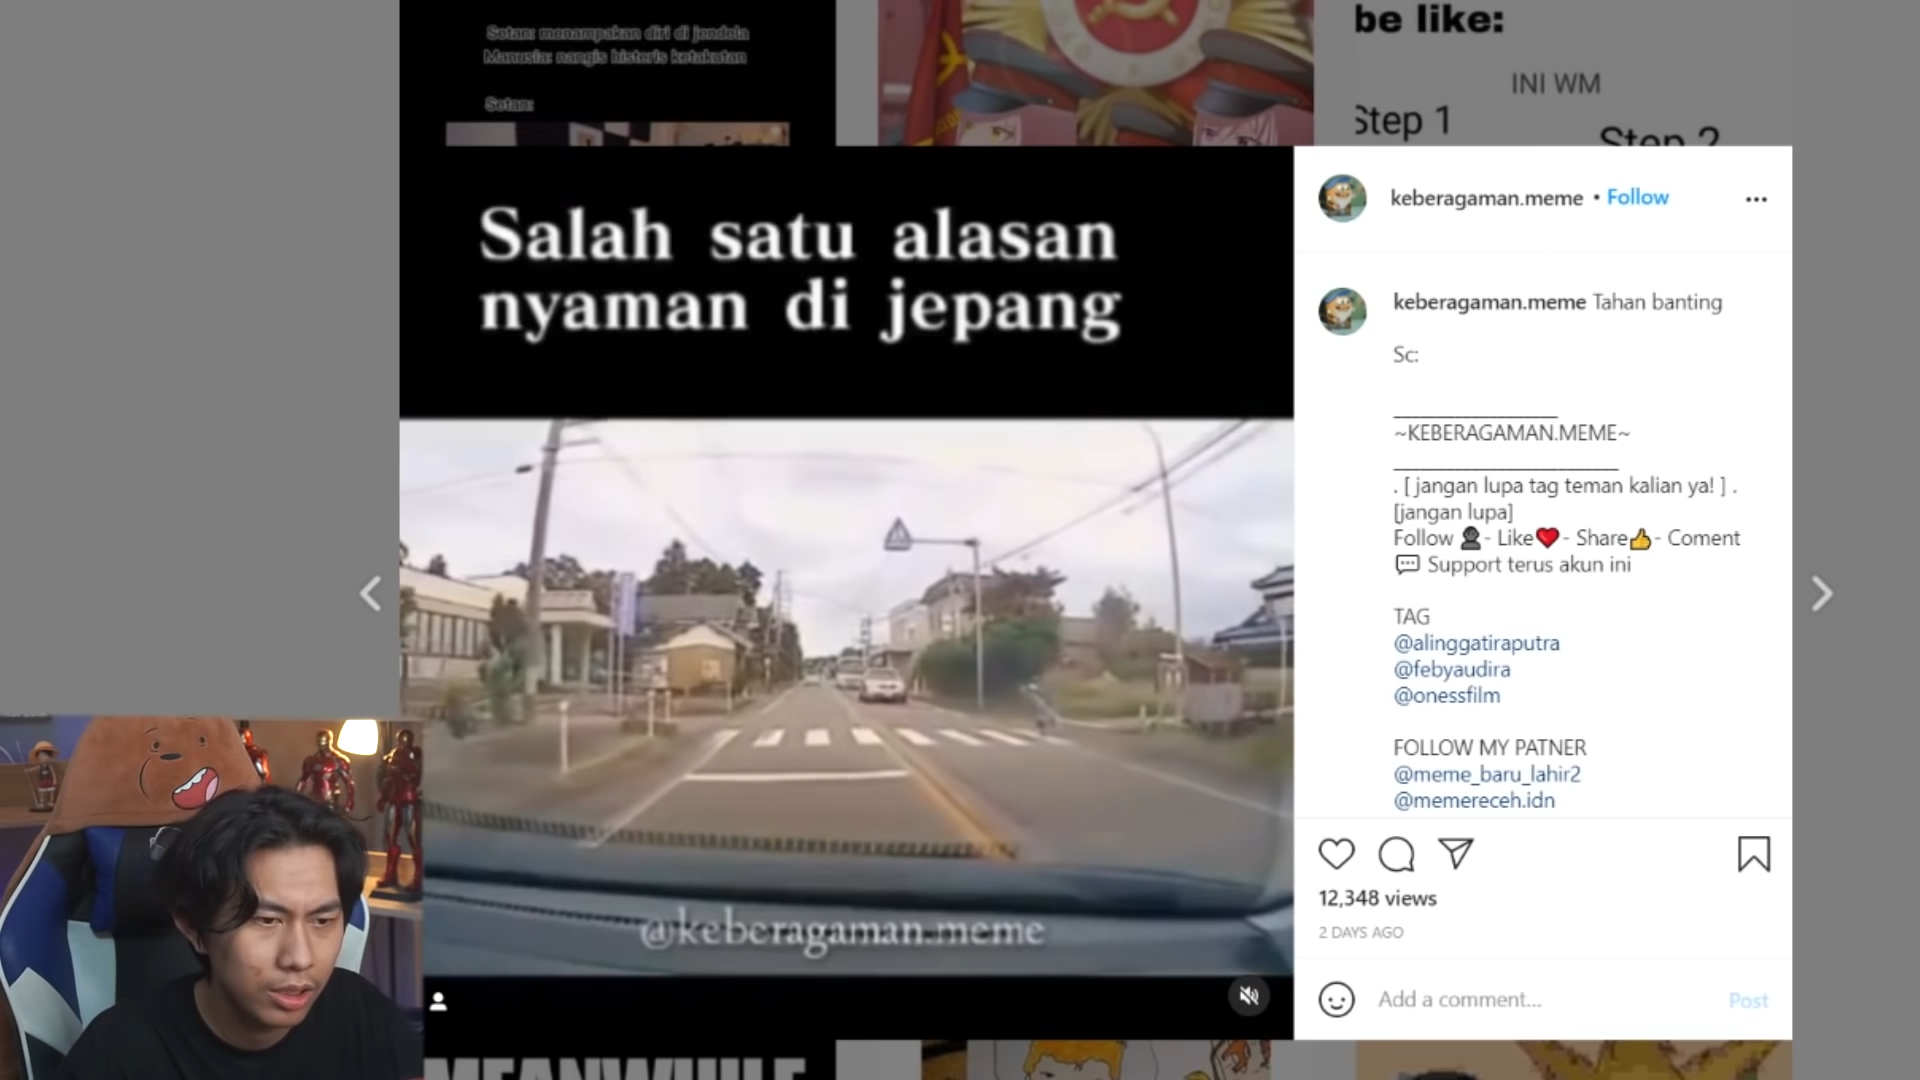 Setan: menampakan diri di jendela
Manusia: nangis histeris ketakutan
Setan:
be like:
INI WM
Step 1
Step 2
Salah satu alasan
nyaman di jepang
@keberagaman.meme
keberagaman.meme • Follow
keberagaman.meme Tahan banting
Sc:
~KEBERAGAMAN.MEME~
. [ jangan lupa tag teman kalian ya! ] .
[jangan lupa]
Follow 👤- Like❤️- Share👍- Coment
💬 Support terus akun ini
TAG
@alinggatiraputra
@febyaudira
@onessfilm
FOLLOW MY PATNER
@meme_baru_lahir2
@memereceh.idn
12,348 views
2 DAYS AGO
Add a comment... Post
MEANWHILE